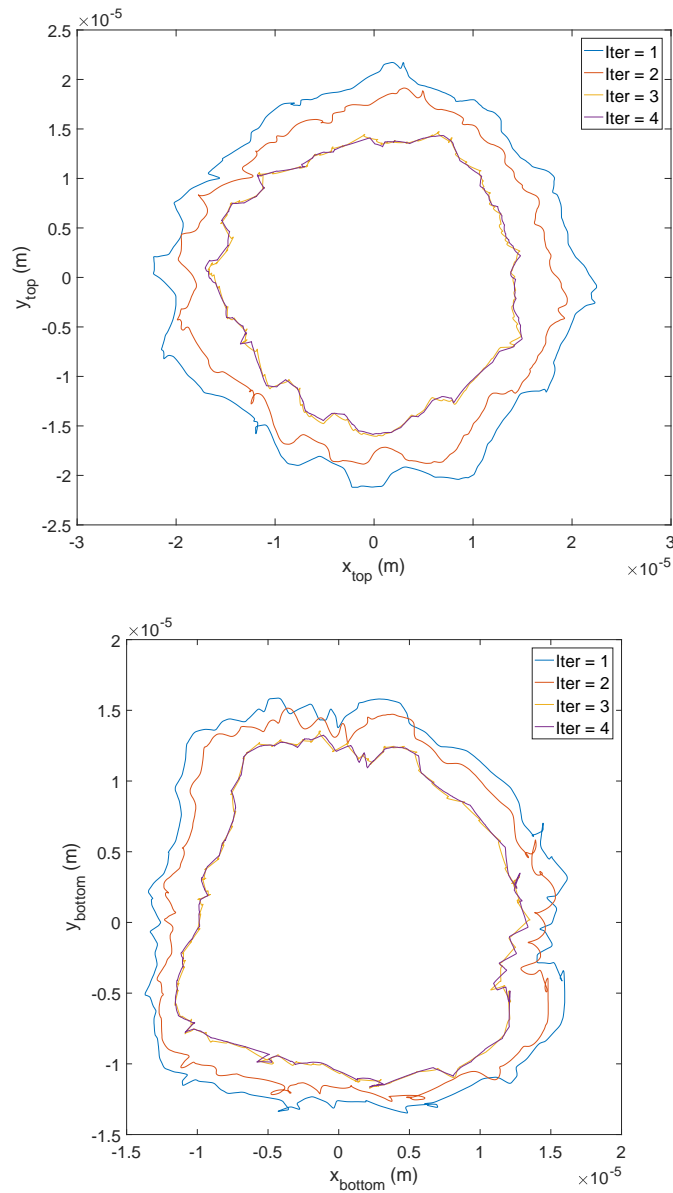 ×10^-5
2.5
2
1.5
1
0.5
0
-0.5
-1
-1.5
-2
-2.5
y_top (m)
-3 -2 -1 0 1 2 3
x_top (m)
×10^-5
Iter = 1
Iter = 2
Iter = 3
Iter = 4
×10^-5
2
1.5
1
0.5
0
-0.5
-1
-1.5
y_bottom (m)
-1.5 -1 -0.5 0 0.5 1 1.5 2
x_bottom (m)
×10^-5
Iter = 1
Iter = 2
Iter = 3
Iter = 4